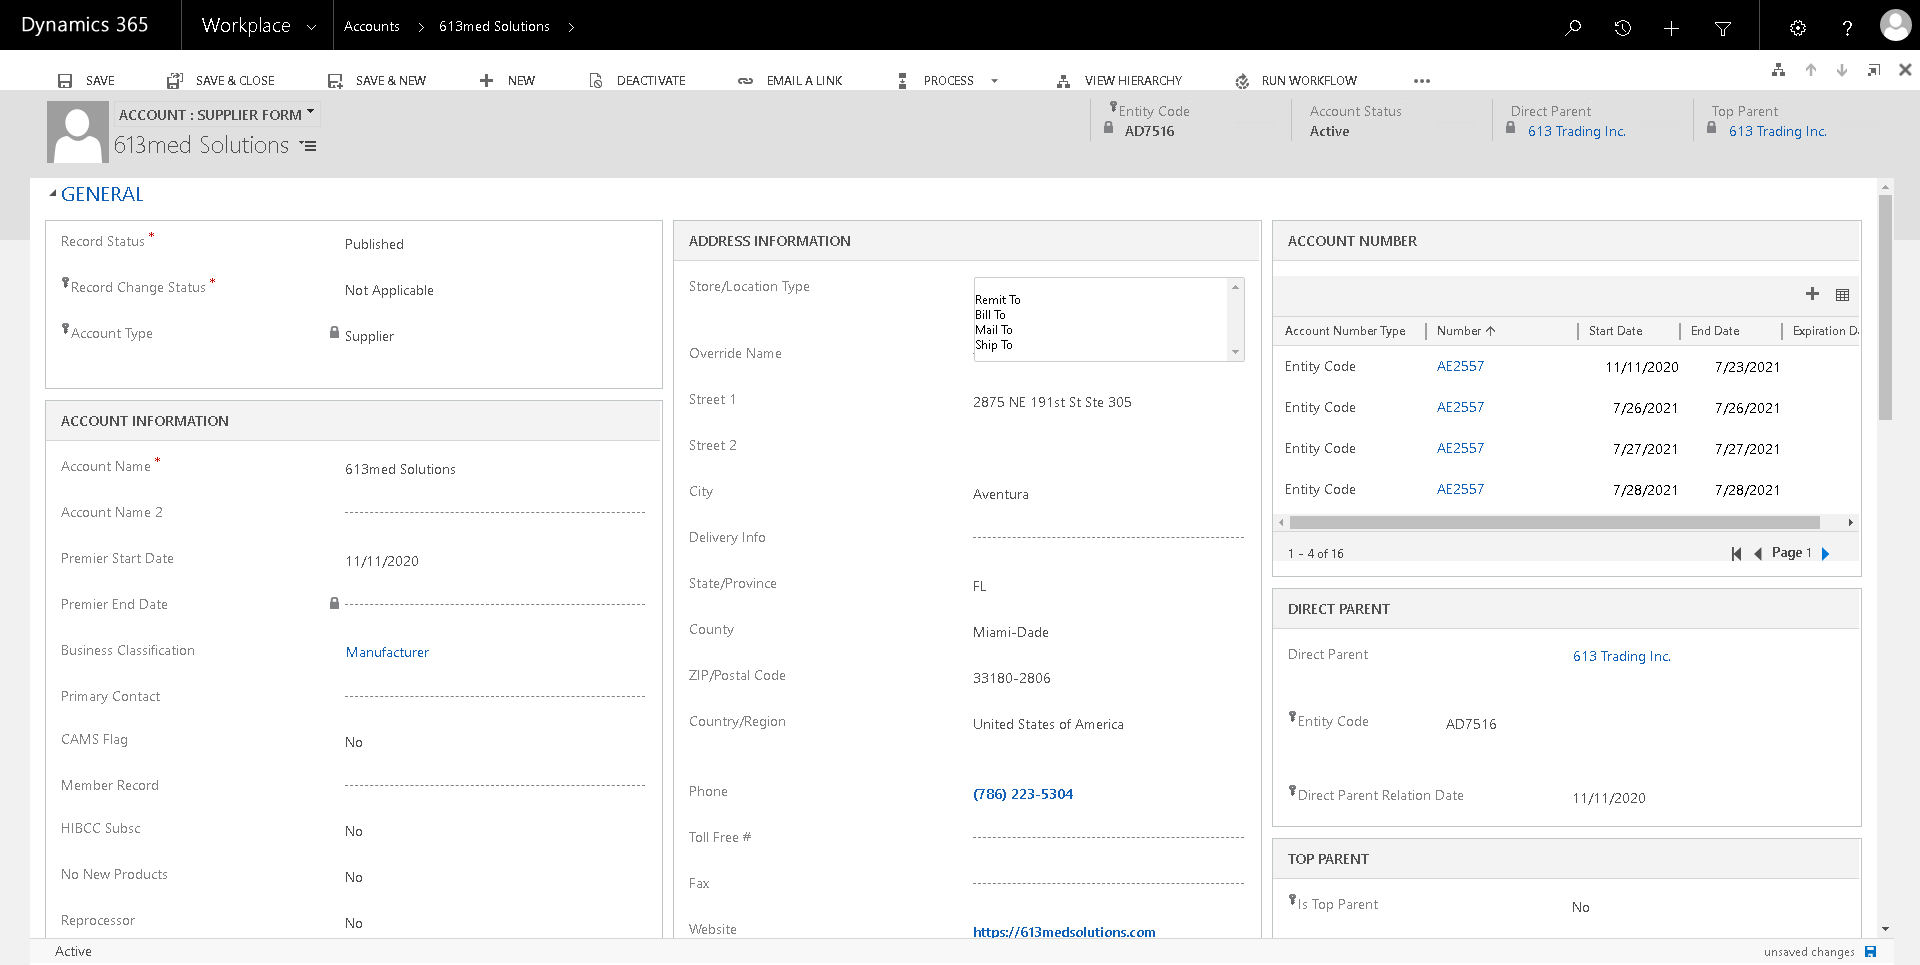 Dynamics 365
Workplace
Accounts
613med Solutions
SAVE
SAVE & CLOSE
SAVE & NEW
NEW
DEACTIVATE
EMAIL A LINK
PROCESS
VIEW HIERARCHY
RUN WORKFLOW
ACCOUNT : SUPPLIER FORM
613med Solutions
Entity Code
AD7516
Account Status
Active
Direct Parent
613 Trading Inc.
Top Parent
613 Trading Inc.
GENERAL
Record Status *
Published
Record Change Status *
Not Applicable
Account Type
Supplier
ACCOUNT INFORMATION
Account Name *
613med Solutions
Account Name 2
Premier Start Date
11/11/2020
Premier End Date
Business Classification
Manufacturer
Primary Contact
CAMS Flag
No
Member Record
HIBCC Subsc
No
No New Products
No
Reprocessor
No
ADDRESS INFORMATION
Store/Location Type
Remit To
Bill To
Mail To
Ship To
Override Name
Street 1
2875 NE 191st St Ste 305
Street 2
City
Aventura
Delivery Info
State/Province
FL
County
Miami-Dade
ZIP/Postal Code
33180-2806
Country/Region
United States of America
Phone
(786) 223-5304
Toll Free #
Fax
Website
https://613medsolutions.com
ACCOUNT NUMBER
Account Number Type Number Start Date End Date Expiration D
Entity Code AE2557 11/11/2020 7/23/2021
Entity Code AE2557 7/26/2021 7/26/2021
Entity Code AE2557 7/27/2021 7/27/2021
Entity Code AE2557 7/28/2021 7/28/2021
1 - 4 of 16
Page 1
DIRECT PARENT
Direct Parent
613 Trading Inc.
Entity Code
AD7516
Direct Parent Relation Date
11/11/2020
TOP PARENT
Is Top Parent
No
Active
unsaved changes